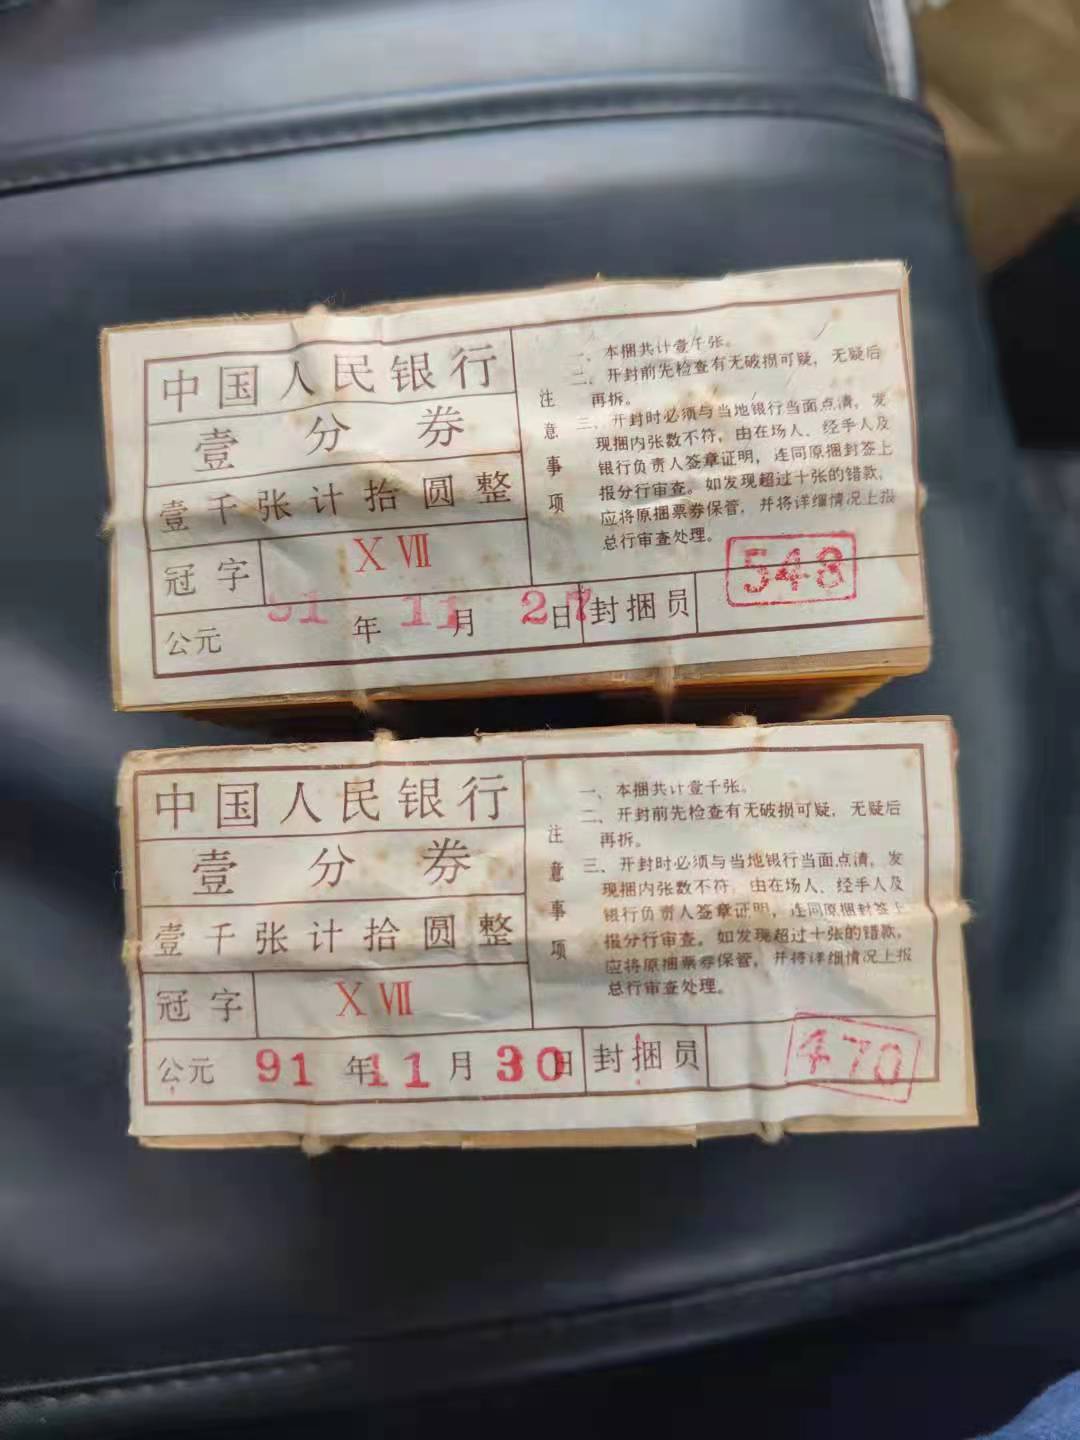 中国人民银行
壹分券
壹千张计拾圆整
冠字 XⅦ
公元 91年11月27日 封捆员 548
注意事项
一、本捆共计壹千张。
二、开封前先检查有无破损可疑，无疑后
再拆。
三、开封时必须与当地银行当面点清，发
现捆内张数不符，由在场人、经手人及
银行负责人签章证明，连同原捆封签上
报分行审查。如发现超过十张的错款，
应将原捆票券保管，并将详细情况上报
总行审查处理。
中国人民银行
壹分券
壹千张计拾圆整
冠字 XⅦ
公元 91年11月30日 封捆员 470
注意事项
一、本捆共计壹千张。
二、开封前先检查有无破损可疑，无疑后
再拆。
三、开封时必须与当地银行当面点清，发
现捆内张数不符，由在场人、经手人及
银行负责人签章证明，连同原捆封签上
报分行审查。如发现超过十张的错款，
应将原捆票券保管，并将详细情况上报
总行审查处理。